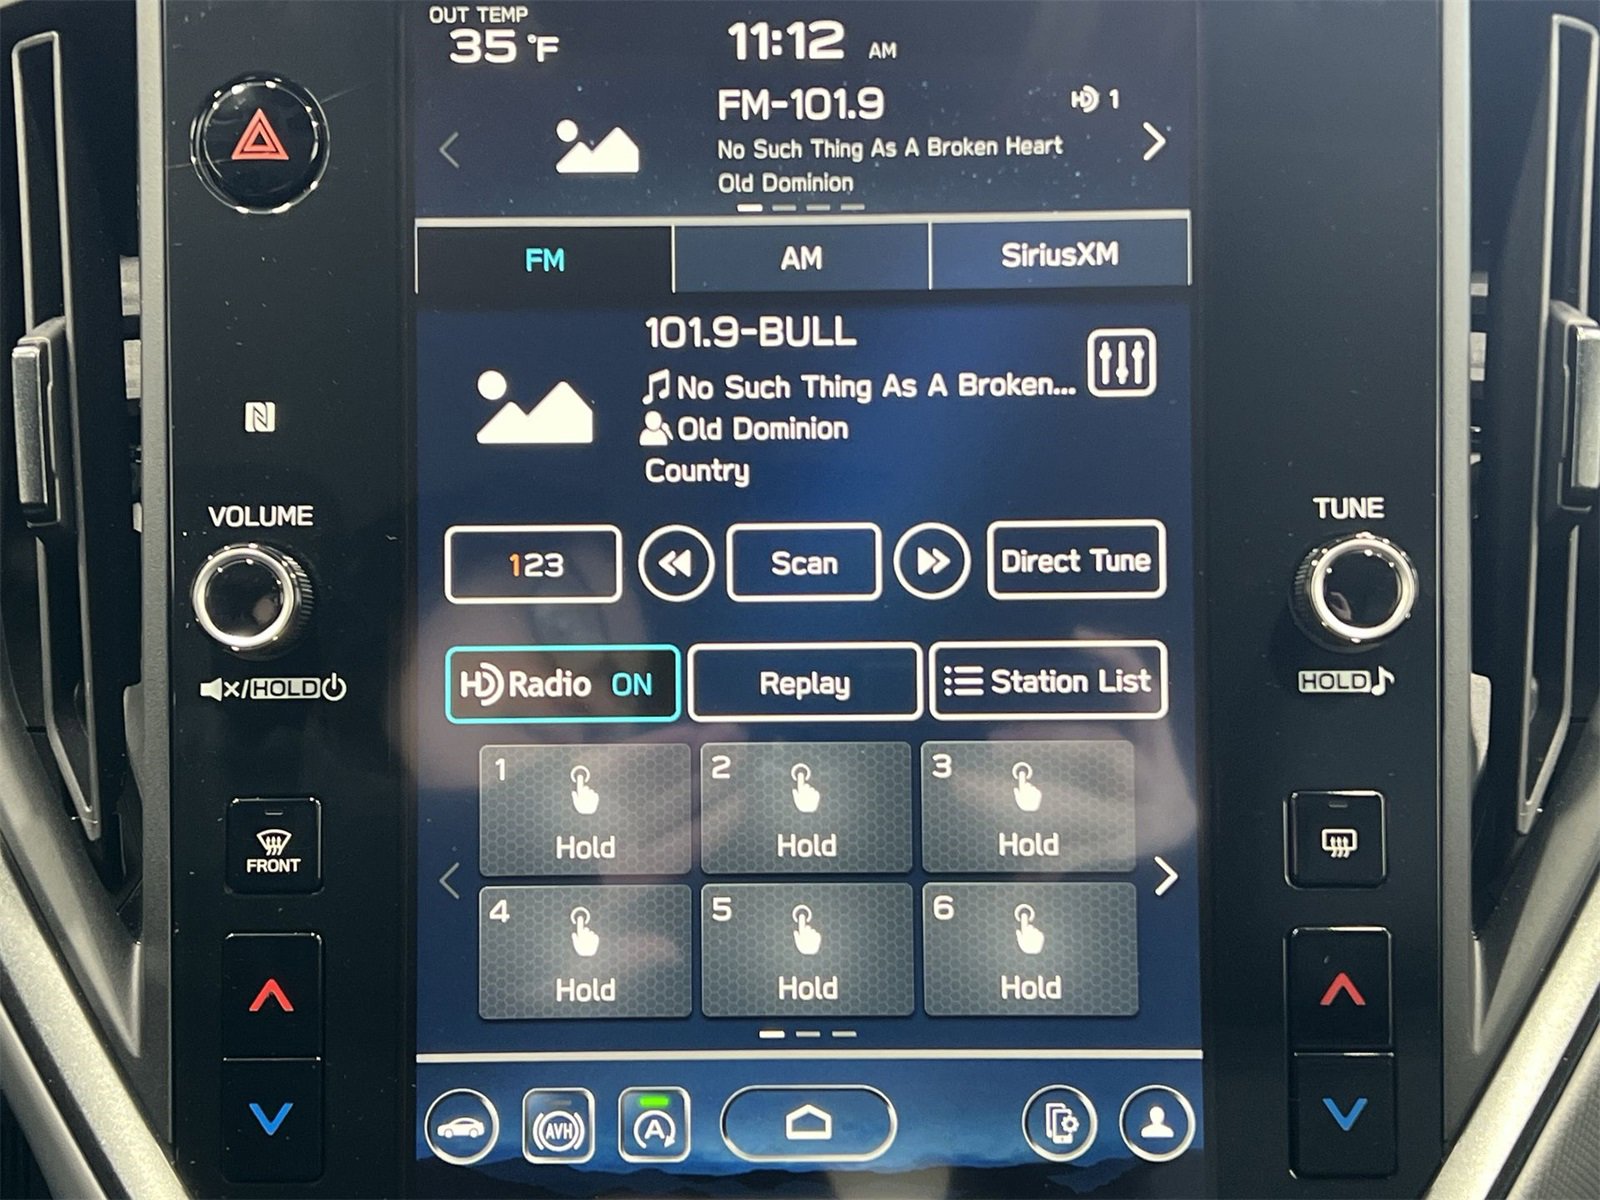 OUT TEMP
35 °F
11:12 AM
FM-101.9
HD 1
No Such Thing As A Broken Heart
Old Dominion
FM
AM
SiriusXM
101.9-BULL
No Such Thing As A Broken...
Old Dominion
Country
VOLUME
TUNE
123
Scan
Direct Tune
HD Radio ON
Replay
Station List
HOLD
HOLD
1
Hold
2
Hold
3
Hold
FRONT
4
Hold
5
Hold
6
Hold
AVH
A